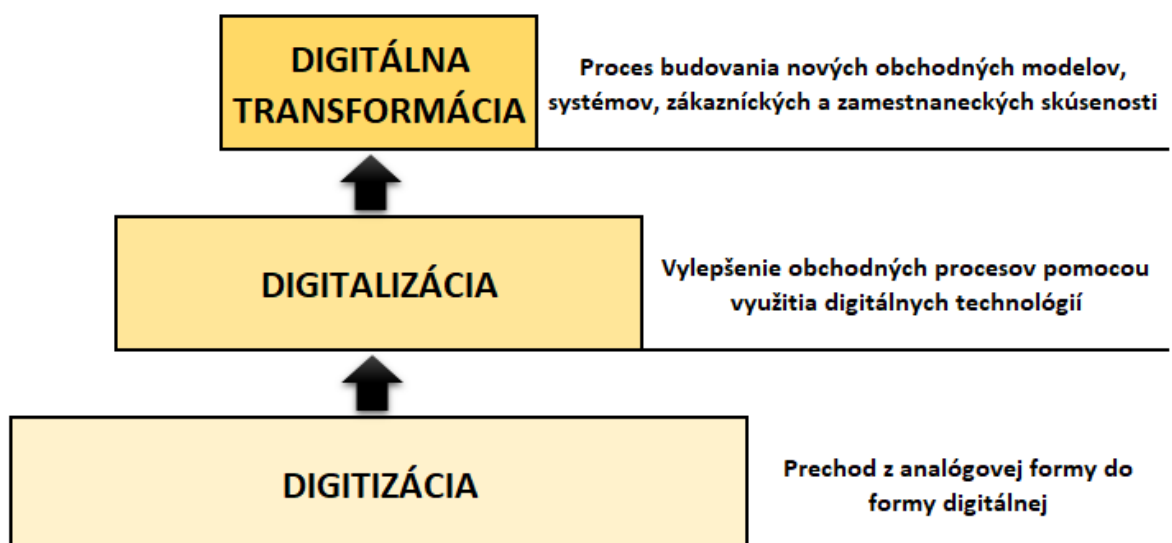 DIGITÁLNA
TRANSFORMÁCIA
Proces budovania nových obchodných modelov,
systémov, zákazníckých a zamestnaneckých skúsenosti
DIGITALIZÁCIA
Vylepšenie obchodných procesov pomocou
využitia digitálnych technológií
DIGITIZÁCIA
Prechod z analógovej formy do
formy digitálnej